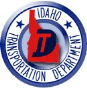 IDAHO
D
TRANSPORTATION DEPARTMENT